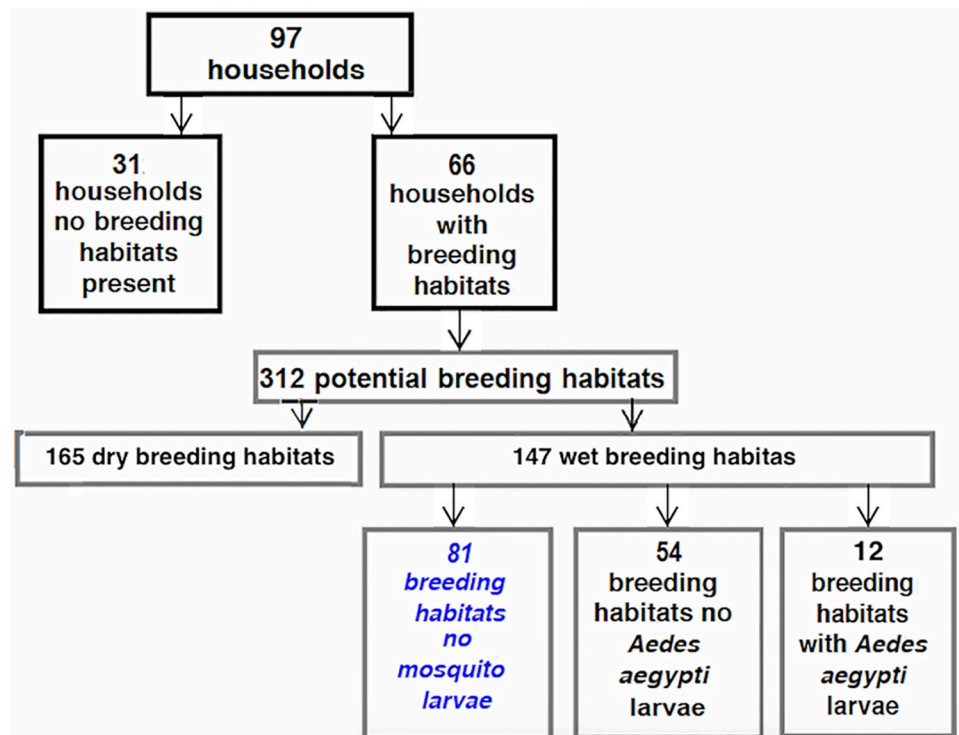 97
households
31
households
no breeding
habitats
present
66
households
with
breeding
habitats
312 potential breeding habitats
165 dry breeding habitats
147 wet breeding habitas
81
breeding
habitats
no
mosquito
larvae
54
breeding
habitats no
Aedes
aegypti
larvae
12
breeding
habitats
with Aedes
aegypti
larvae